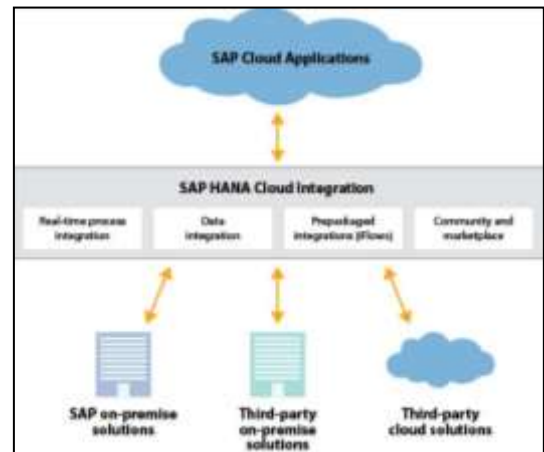 SAP Cloud Applications
SAP HANA Cloud Integration
Real-time process
integration
Data
integration
Prepackaged
integrations (iFlows)
Community and
marketplace
SAP on-premise
solutions
Third-party
on-premise
solutions
Third-party
cloud solutions